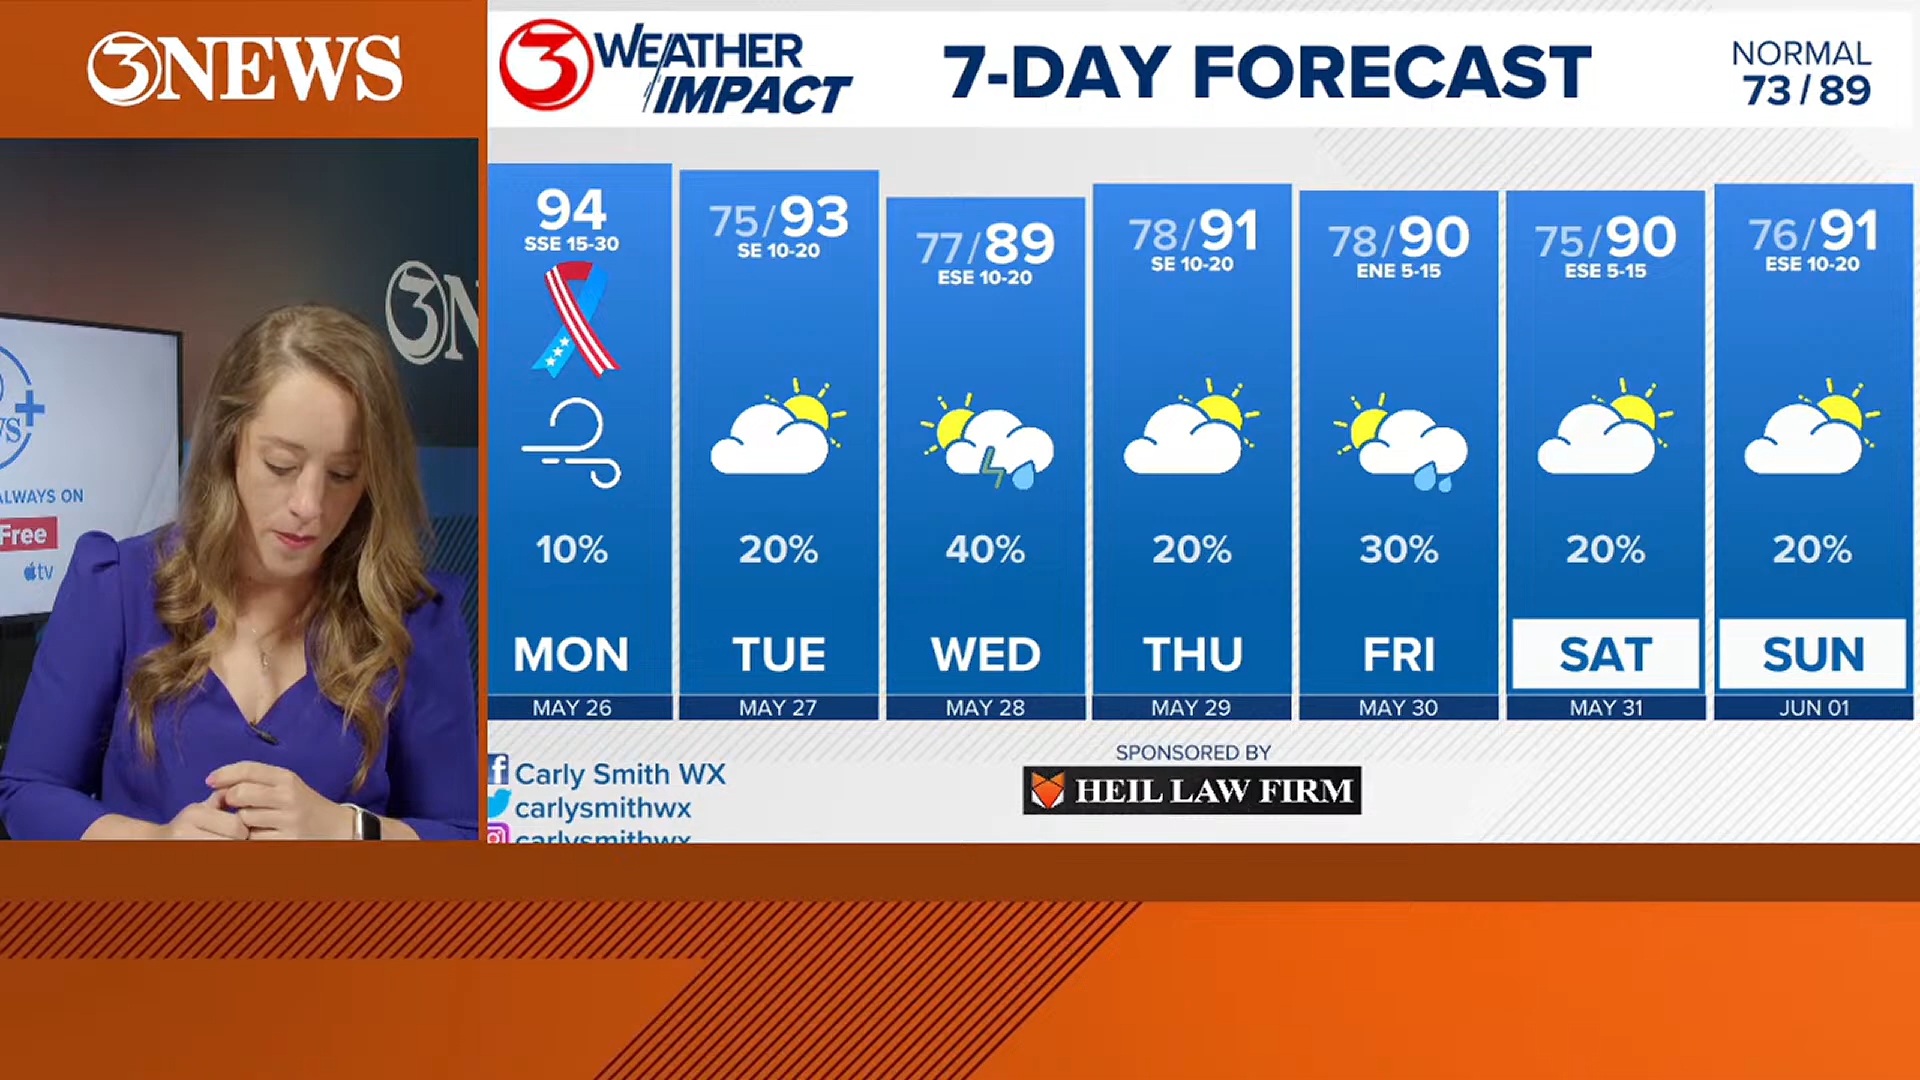 3NEWS
3 WEATHER
IMPACT
7-DAY FORECAST
NORMAL
73/89
94
SSE 15-30
10%
MON
MAY 26
75/93
SE 10-20
20%
TUE
MAY 27
77/89
ESE 10-20
40%
WED
MAY 28
78/91
SE 10-20
20%
THU
MAY 29
78/90
ENE 5-15
30%
FRI
MAY 30
75/90
ESE 5-15
20%
SAT
MAY 31
76/91
ESE 10-20
20%
SUN
JUN 01
3N
+
ALWAYS ON
Free
tv
Carly Smith WX
carlysmithwx
carlysmithwx
SPONSORED BY
HEIL LAW FIRM